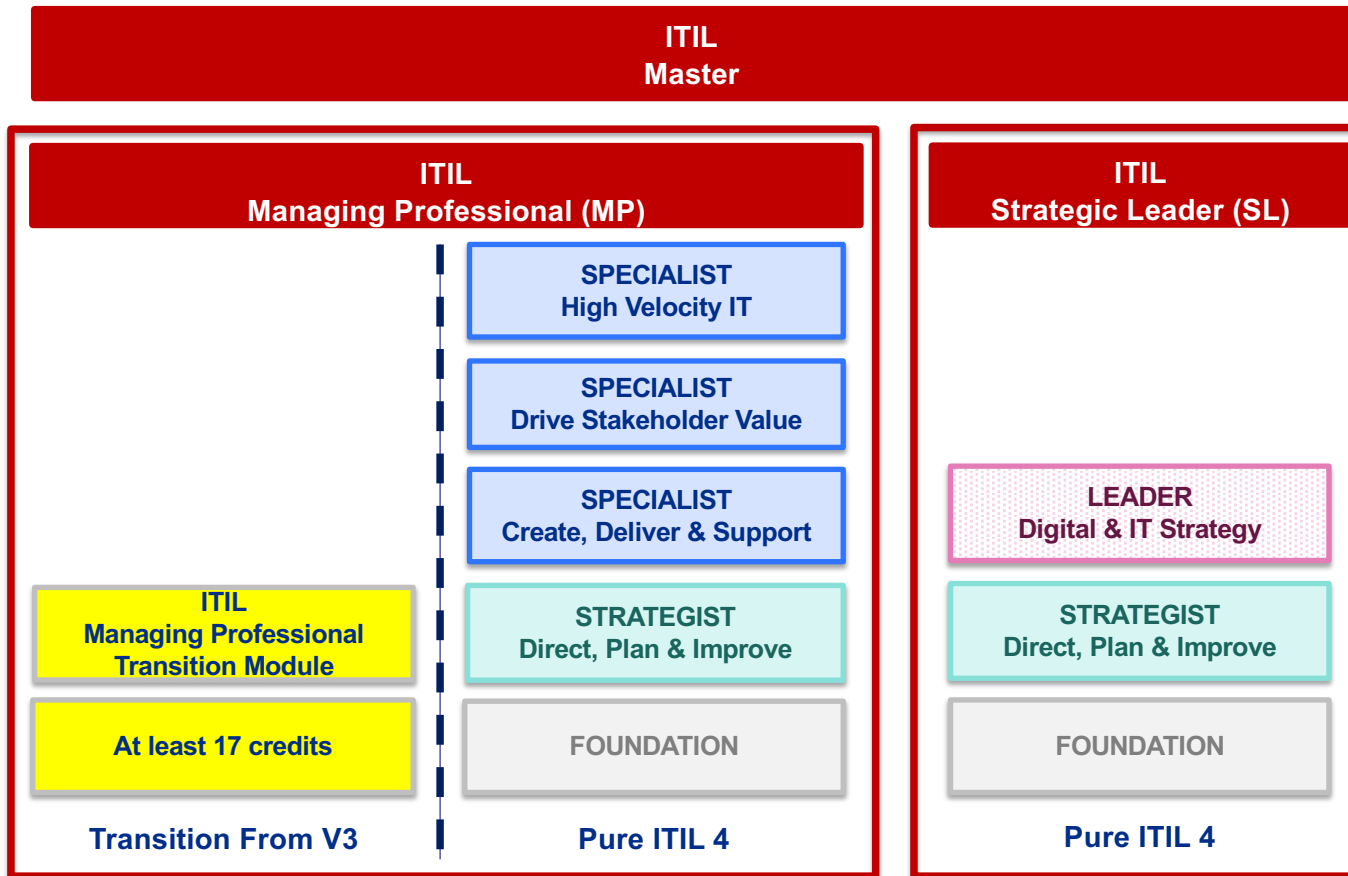 ITIL
Master
ITIL
Managing Professional (MP)
SPECIALIST
High Velocity IT
SPECIALIST
Drive Stakeholder Value
SPECIALIST
Create, Deliver & Support
ITIL
Managing Professional
Transition Module
STRATEGIST
Direct, Plan & Improve
At least 17 credits
FOUNDATION
Transition From V3
Pure ITIL 4
ITIL
Strategic Leader (SL)
LEADER
Digital & IT Strategy
STRATEGIST
Direct, Plan & Improve
FOUNDATION
Pure ITIL 4